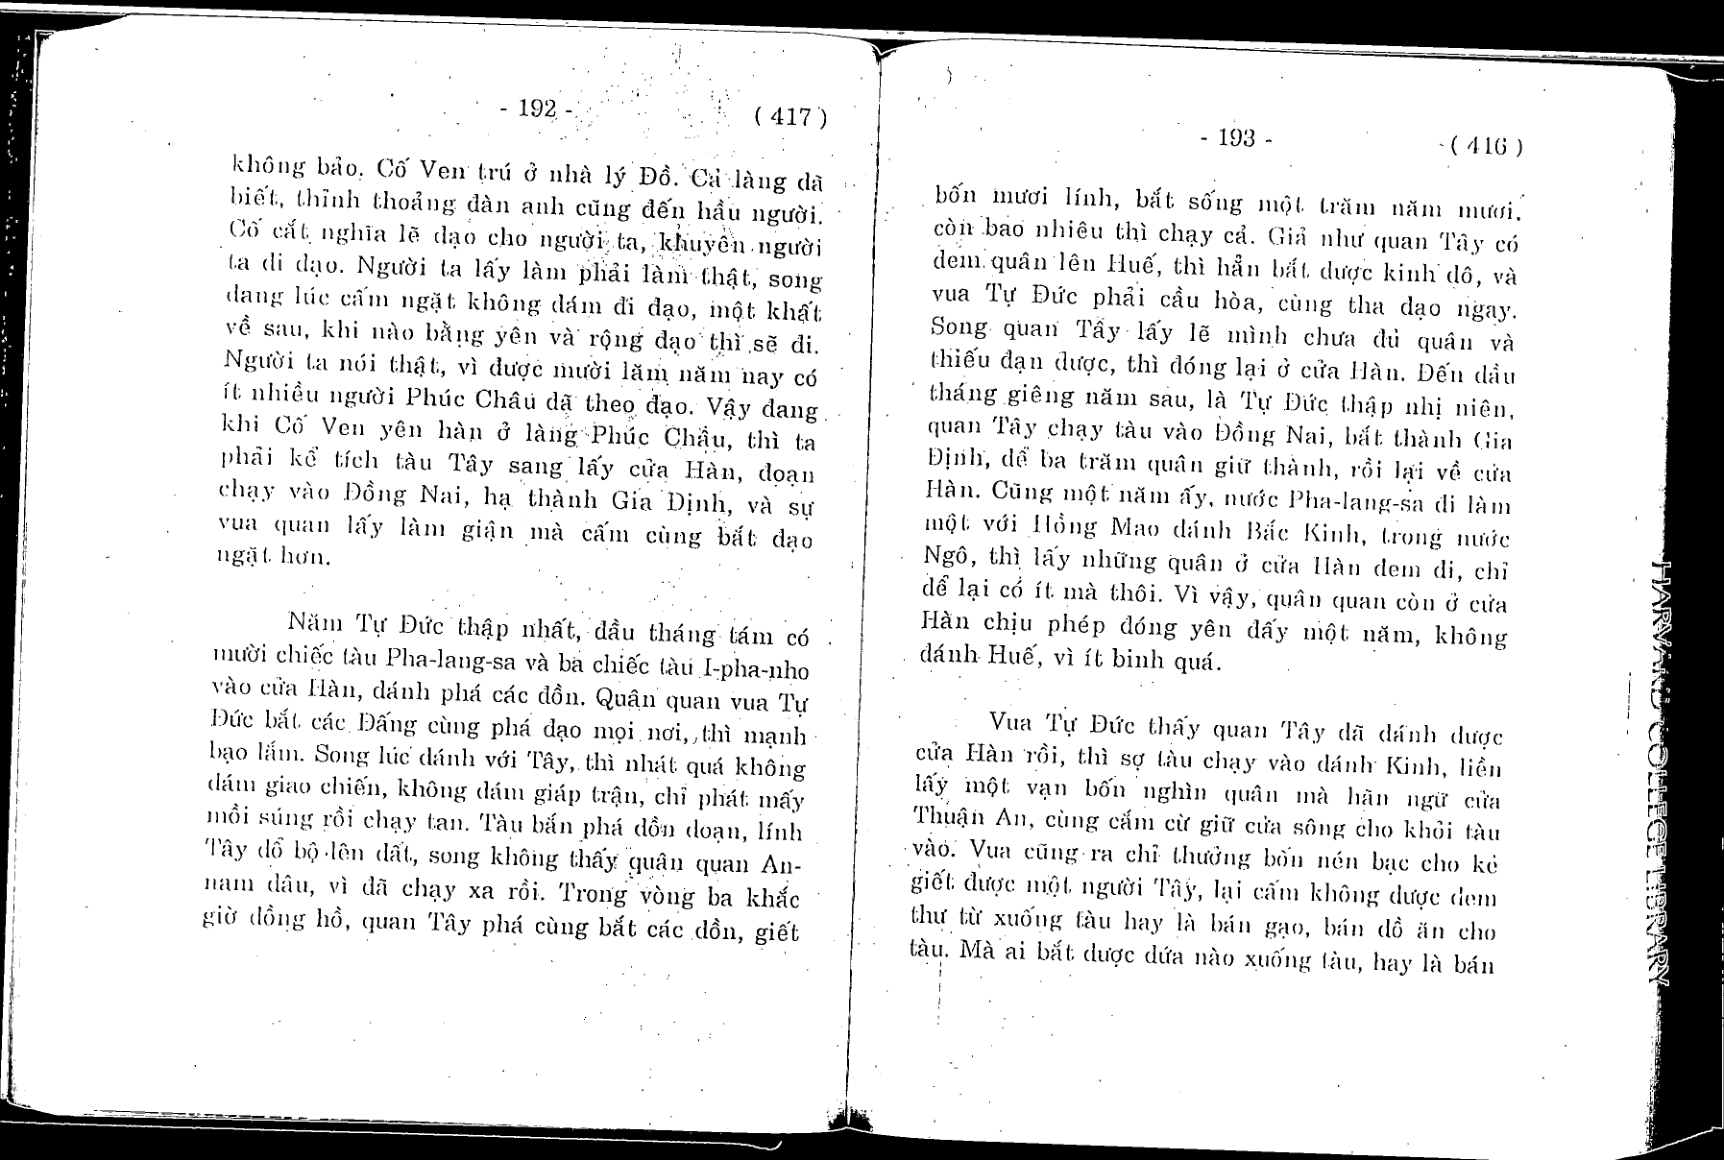 - 192 -
( 417 )
không bảo. Cố Ven trú ở nhà lý Đồ. Cả làng đã
biết, thỉnh thoảng đàn anh cũng đến hầu người.
Cố cắt nghĩa lẽ đạo cho người ta, khuyên người
ta đi đạo. Người ta lấy làm phải làm thật, song
đang lúc cấm ngặt không dám đi đạo, một khất
về sau, khi nào bằng yên và rộng đạo thì sẽ đi.
Người ta nói thật, vì được mười lăm năm nay có
ít nhiều người Phúc Châu đã theo đạo. Vậy đang
khi Cố Ven yên hàn ở làng Phúc Chầu, thì ta
phải kể tích tàu Tây sang lấy cửa Hàn, đoạn
chạy vào Đồng Nai, hạ thành Gia Định, và sự
vua quan lấy làm giận mà cấm cùng bắt đạo
ngặt hơn.
Năm Tự Đức thập nhất, đầu tháng tám có
mười chiếc tàu Pha-lang-sa và ba chiếc tàu I-pha-nho
vào cửa Hàn, đánh phá các đồn. Quân quan vua Tự
Đức bắt các Đấng cùng phá đạo mọi nơi, thì mạnh
bạo lắm. Song lúc đánh với Tây, thì nhát quá không
dám giao chiến, không dám giáp trận, chỉ phát mấy
mồi súng rồi chạy tan. Tàu bắn phá đồn đoạn, lính
Tây đổ bộ lên đất, song không thấy quân quan An-
nam đâu, vì đã chạy xa rồi. Trong vòng ba khắc
giờ đồng hồ, quan Tây phá cùng bắt các đồn, giết
- 193 -
( 416 )
bốn mươi lính, bắt sống một trăm năm mươi.
còn bao nhiêu thì chạy cả. Giả như quan Tây có
đem quân lên Huế, thì hẳn bắt được kinh đô, và
vua Tự Đức phải cầu hòa, cùng tha đạo ngay.
Song quan Tây lấy lẽ mình chưa đủ quân và
thiếu đạn dược, thì đóng lại ở cửa Hàn. Đến đầu
tháng giêng năm sau, là Tự Đức thập nhị niên,
quan Tây chạy tàu vào Đồng Nai, bắt thành Gia
Định, để ba trăm quân giữ thành, rồi lại về cửa
Hàn. Cũng một năm ấy, nước Pha-lang-sa đi làm
một với Hồng Mao đánh Bắc Kinh, trong nước
Ngô, thì lấy những quân ở cửa Hàn đem đi, chỉ
để lại có ít mà thôi. Vì vậy, quân quan còn ở cửa
Hàn chịu phép đóng yên đấy một năm, không
đánh Huế, vì ít binh quá.
Vua Tự Đức thấy quan Tây đã đánh được
cửa Hàn rồi, thì sợ tàu chạy vào đánh Kinh, liền
lấy một vạn bốn nghìn quân mà hãn ngữ cửa
Thuận An, cùng cắm cừ giữ cửa sông cho khỏi tàu
vào. Vua cũng ra chỉ thưởng bốn nén bạc cho kẻ
giết được một người Tây, lại cấm không được đem
thư từ xuống tàu hay là bán gạo, bán đồ ăn cho
tàu. Mà ai bắt được đứa nào xuống tàu, hay là bán
HARVARD COLLEGE LIBRARY